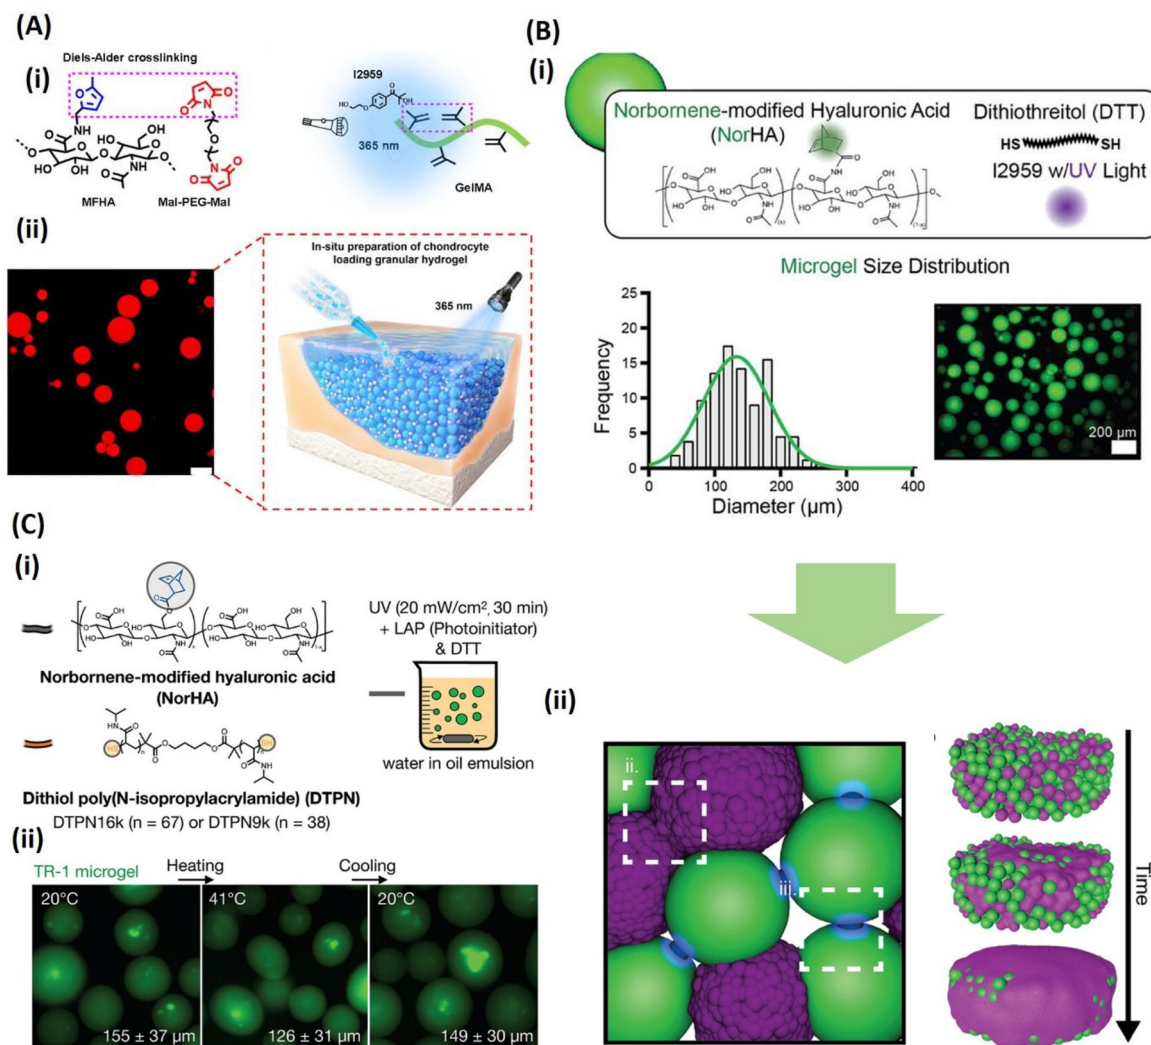 (A)
(i)
Diels-Alder crosslinking
MFHA
Mal-PEG-Mal
I2959
365 nm
GelMA
(ii)
In-situ preparation of chondrocyte
loading granular hydrogel
365 nm
(B)
(i)
Norbornene-modified Hyaluronic Acid
(NorHA)
Dithiothreitol (DTT)
HS
SH
I2959 w/UV Light
Microgel Size Distribution
Frequency
25
20
15
10
5
0
0 100 200 300 400
Diameter (µm)
200 µm
(ii)
ii.
iii.
Time
(C)
(i)
Norbornene-modified hyaluronic acid
(NorHA)
HS
SH
Dithiol poly(N-isopropylacrylamide) (DTPN)
DTPN16k (n = 67) or DTPN9k (n = 38)
UV (20 mW/cm², 30 min)
+ LAP (Photoinitiator)
& DTT
water in oil emulsion
(ii)
TR-1 microgel
Heating
Cooling
20°C
41°C
20°C
155 ± 37 µm
126 ± 31 µm
149 ± 30 µm